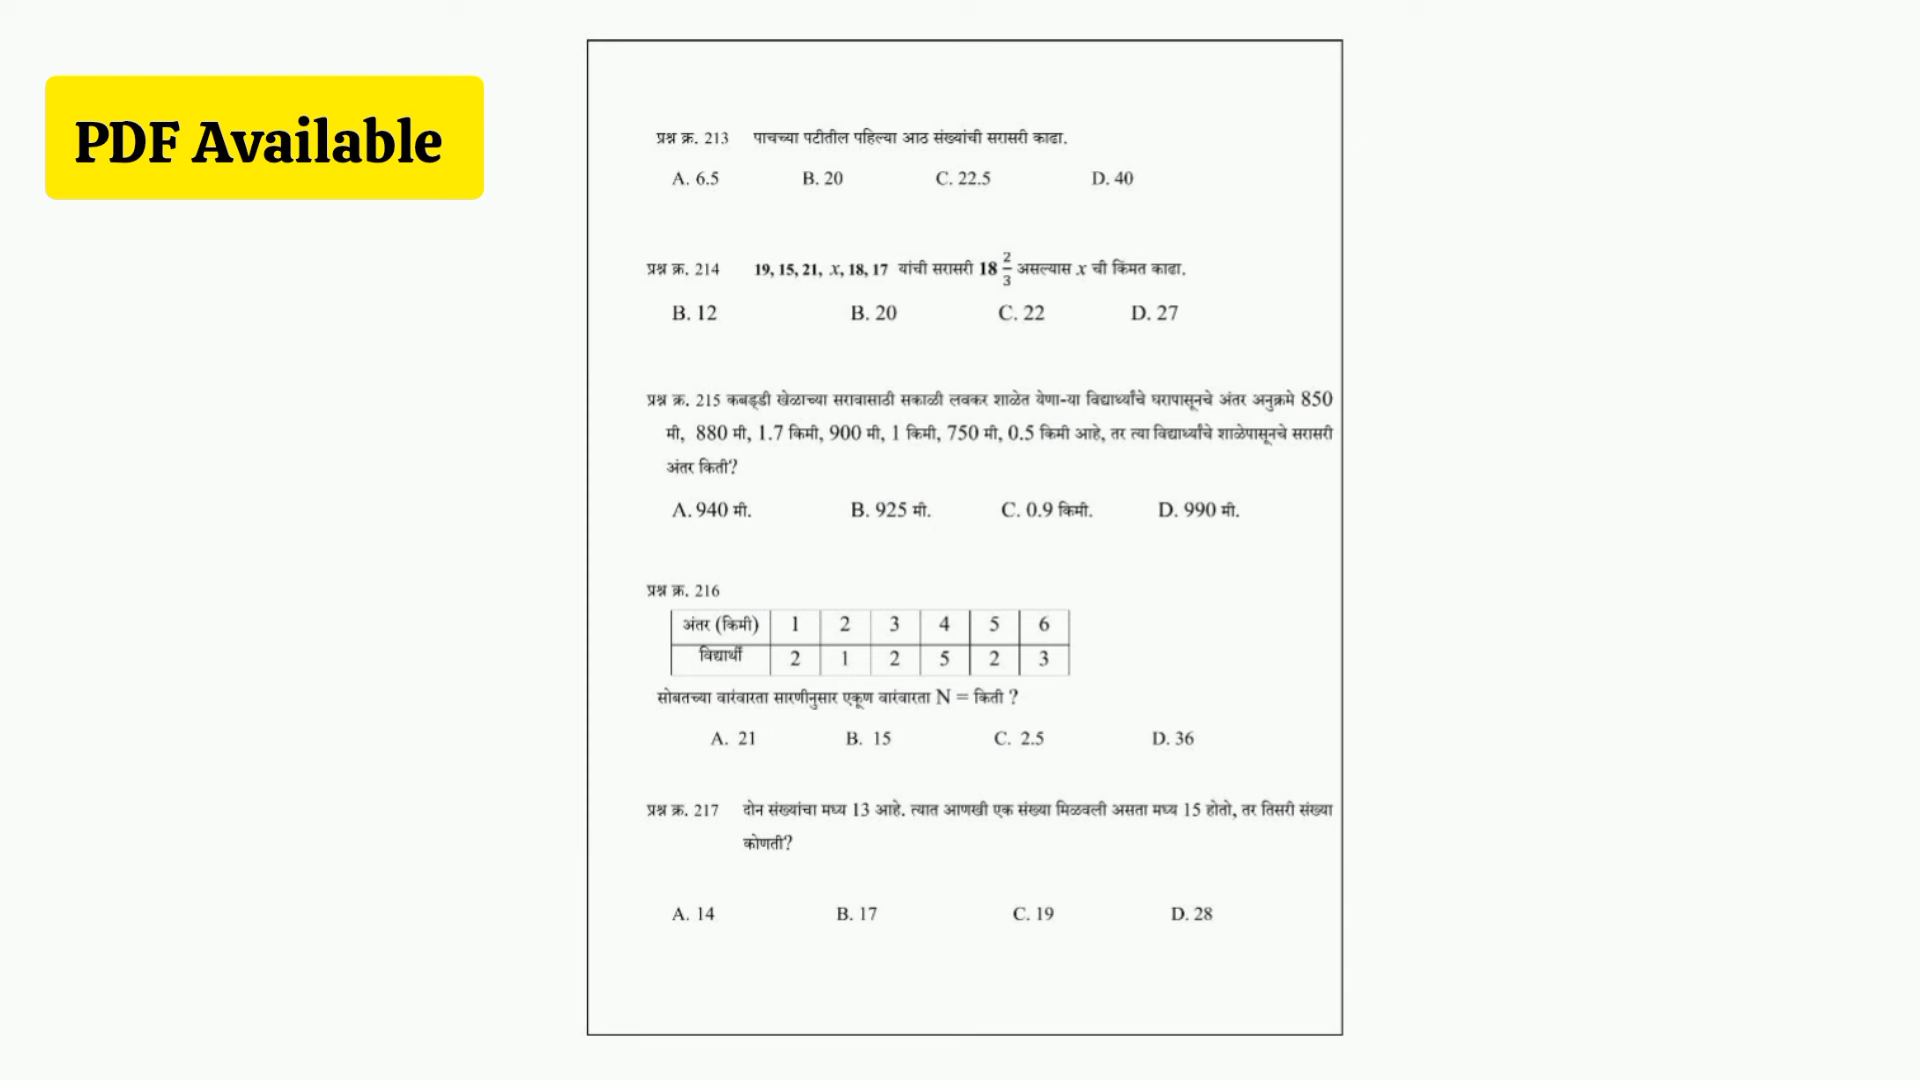 PDF Available
प्रश्न क्र. 213 पाचच्या पटीतील पहिल्या आठ संख्यांची सरासरी काढा.
A. 6.5 B. 20 C. 22.5 D. 40
प्रश्न क्र. 214 19, 15, 21, x, 18, 17 यांची सरासरी 18 2/3 असल्यास x ची किंमत काढा.
B. 12 B. 20 C. 22 D. 27
प्रश्न क्र. 215 कबड्डी खेळाच्या सरावासाठी सकाळी लवकर शाळेत येणा-या विद्यार्थ्यांचे घरापासूनचे अंतर अनुक्रमे 850
मी, 880 मी, 1.7 किमी, 900 मी, 1 किमी, 750 मी, 0.5 किमी आहे, तर त्या विद्यार्थ्यांचे शाळेपासूनचे सरासरी
अंतर किती?
A. 940 मी. B. 925 मी. C. 0.9 किमी. D. 990 मी.
प्रश्न क्र. 216
अंतर (किमी) 1 2 3 4 5 6
विद्यार्थी 2 1 2 5 2 3
सोबतच्या वारंवारता सारणीनुसार एकूण वारंवारता N = किती ?
A. 21 B. 15 C. 2.5 D. 36
प्रश्न क्र. 217 दोन संख्यांचा मध्य 13 आहे. त्यात आणखी एक संख्या मिळवली असता मध्य 15 होतो, तर तिसरी संख्या
कोणती?
A. 14 B. 17 C. 19 D. 28